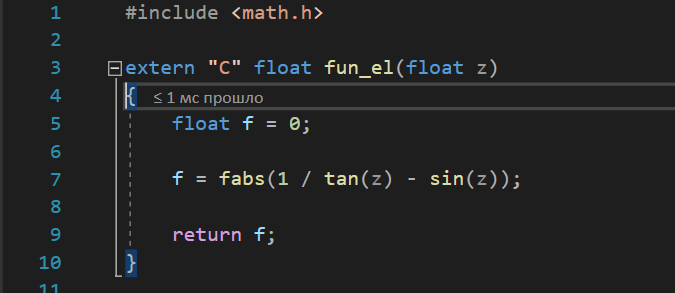 1 #include <math.h>
2
3 extern "C" float fun_el(float z)
4 { ≤ 1 мс прошло
5 float f = 0;
6
7 f = fabs(1 / tan(z) - sin(z));
8
9 return f;
10 }
11